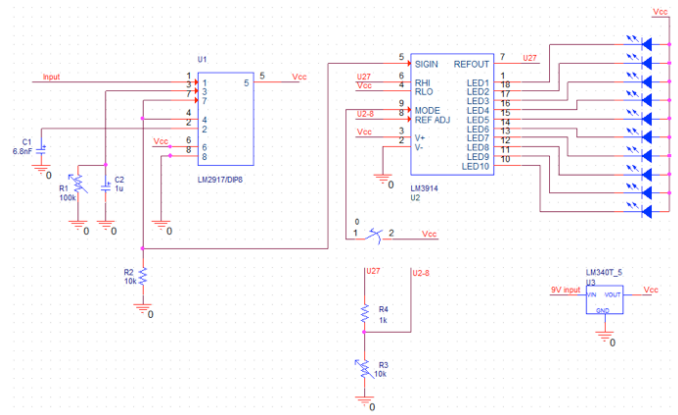 Vcc
U1
Input
1
3
7
4
2
6
8
1
3
7
4
2
6
8
5
5
Vcc
Vcc
LM2917/DIP8
C1
6.8nF
0
R1
100k
0
C2
1u
0
0
R2
10k
0
5
6
4
9
8
3
2
U27
Vcc
U2-8
Vcc
SIGIN
RHI
RLO
MODE
REF ADJ
V+
V-
REFOUT
LED1
LED2
LED3
LED4
LED5
LED6
LED7
LED8
LED9
LED10
7
1
18
17
16
15
14
13
12
11
10
U27
0
LM3914
U2
0
1
2
Vcc
U27
U2-8
R4
1k
R3
10k
0
LM340T_5
U3
9V input
VIN
VOUT
GND
Vcc
0